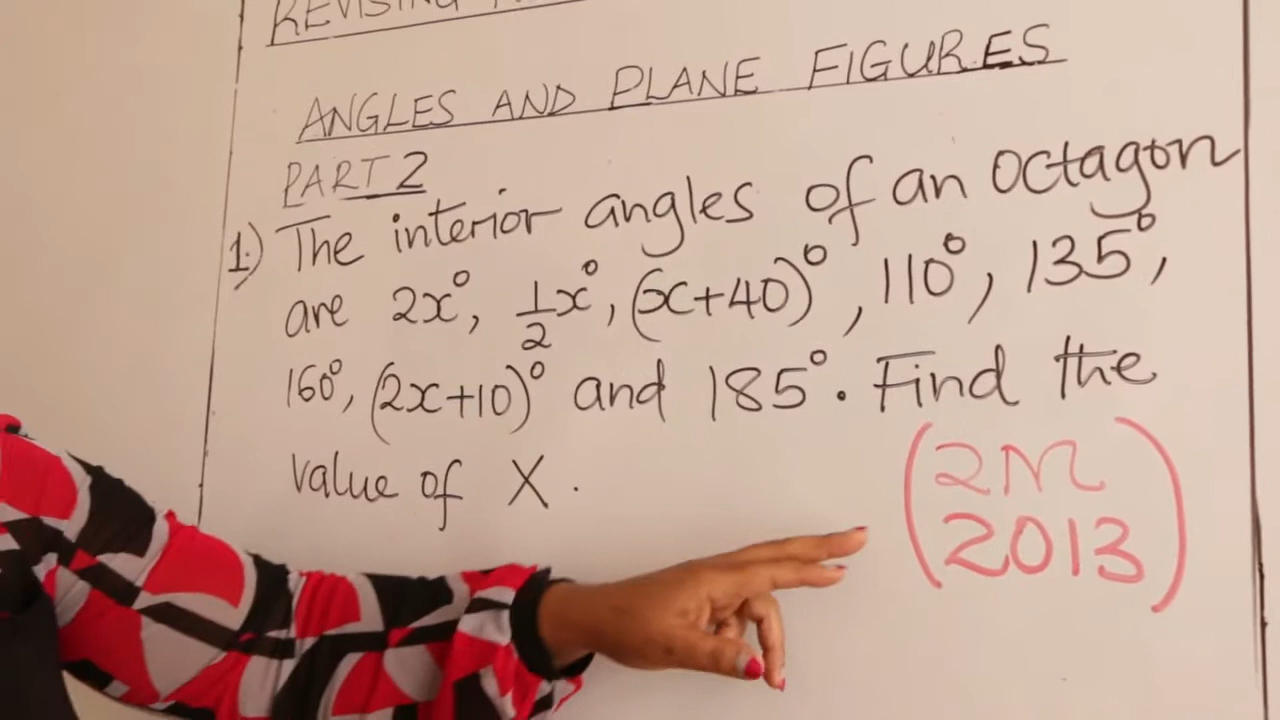 REVISING
ANGLES AND PLANE FIGURES
PART 2
1.) The interior angles of an octagon
are 2x°, ½x°, (x+40)°, 110°, 135°,
160°, (2x+10)° and 185°. Find the
value of X.
(2M
2013)